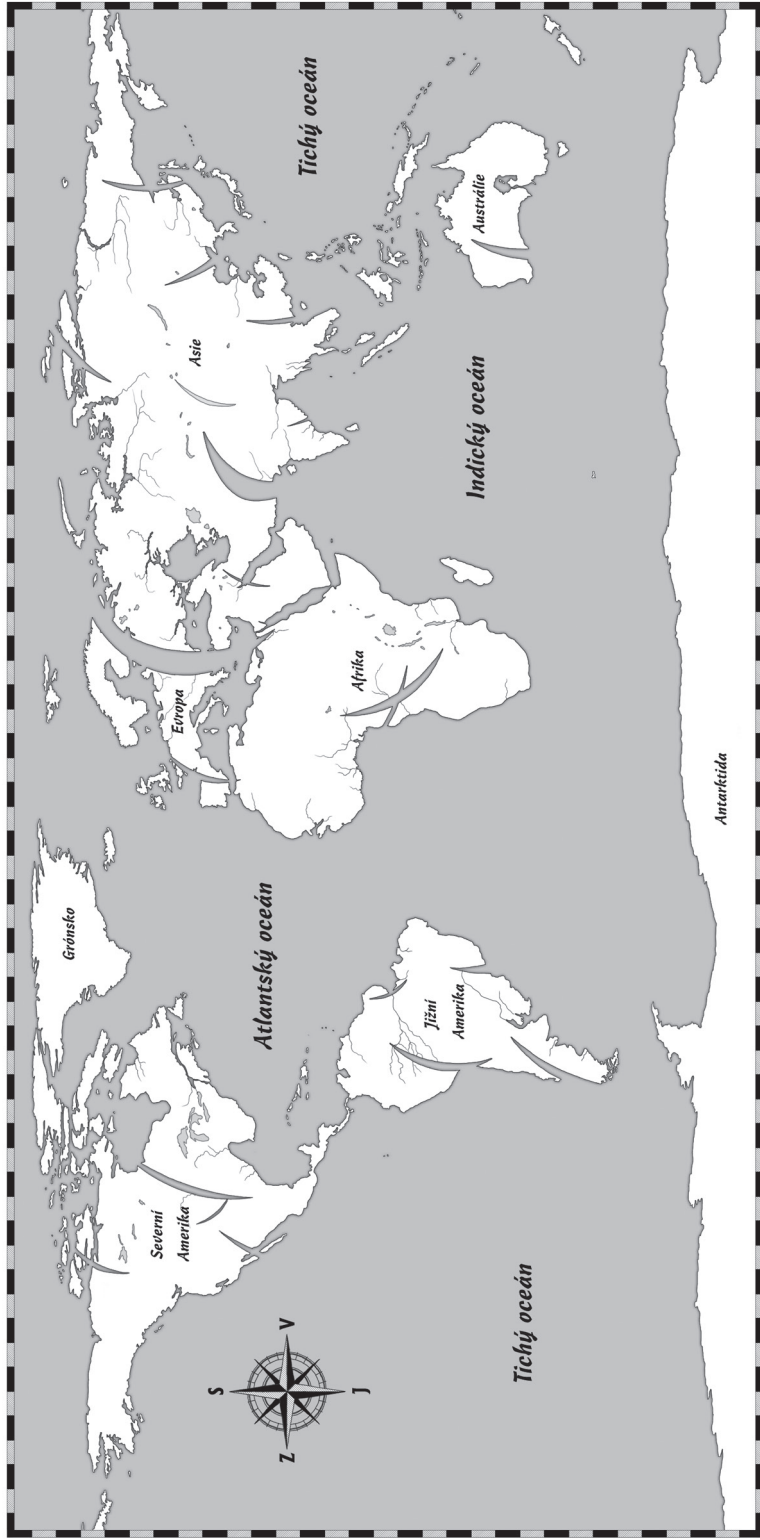 Grónsko
Severní
Amerika
Atlantský oceán
Evropa
Asie
Tichý oceán
S
Z
V
J
Afrika
Jižní
Amerika
Indický oceán
Austrálie
Tichý oceán
Antarktida